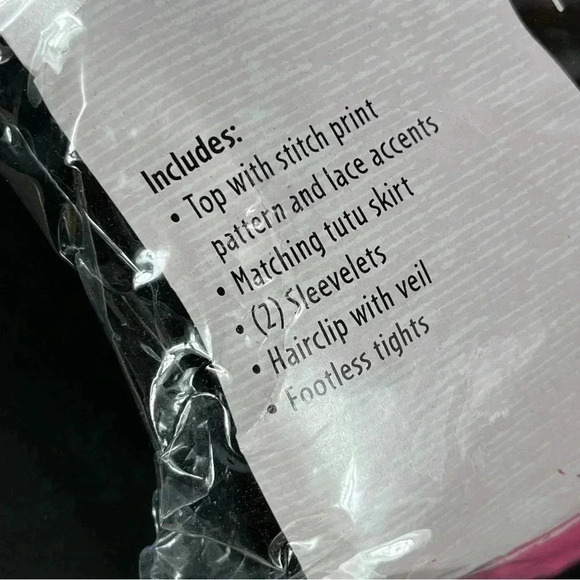 Includes:
• Top with stitch print
pattern and lace accents
• Matching tutu skirt
• (2) Sleevelets
• Hairclip with veil
• Footless tights